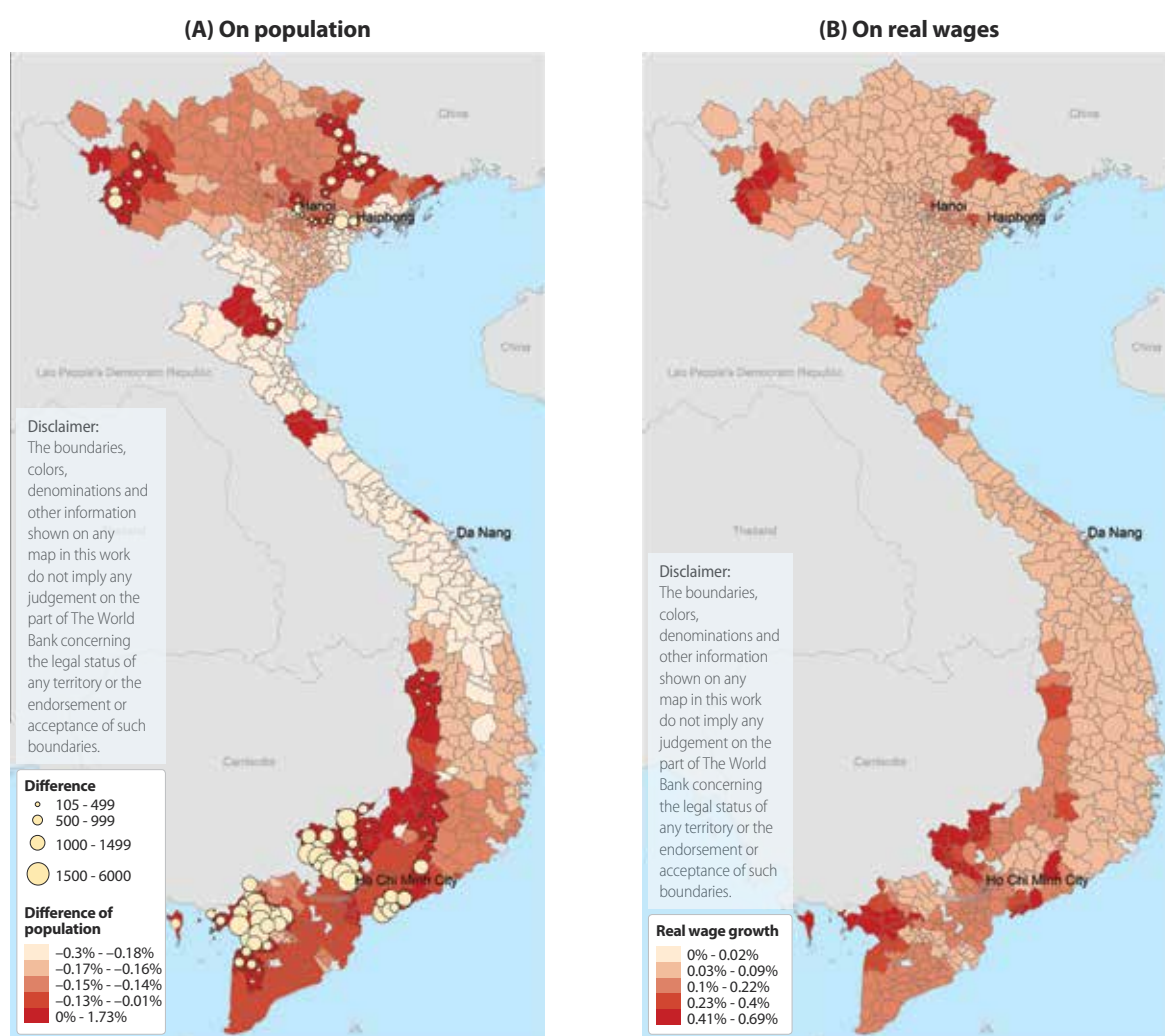 (A) On population
China
Hanoi
Haiphong
China
Lao People's Democratic Republic
Disclaimer:
The boundaries,
colors,
denominations and
other information
shown on any
map in this work
do not imply any
judgement on the
part of The World
Bank concerning
the legal status of
any territory or the
endorsement or
acceptance of such
boundaries.
Thailand
Da Nang
Cambodia
Ho Chi Minh City
Difference
105 - 499
500 - 999
1000 - 1499
1500 - 6000
Difference of
population
–0.3% - –0.18%
–0.17% - –0.16%
–0.15% - –0.14%
–0.13% - –0.01%
0% - 1.73%
(B) On real wages
China
Hanoi
Haiphong
China
Lao People's Democratic Republic
Thailand
Da Nang
Disclaimer:
The boundaries,
colors,
denominations and
other information
shown on any
map in this work
do not imply any
judgement on the
part of The World
Bank concerning
the legal status of
any territory or the
endorsement or
acceptance of such
boundaries.
Cambodia
Ho Chi Minh City
Real wage growth
0% - 0.02%
0.03% - 0.09%
0.1% - 0.22%
0.23% - 0.4%
0.41% - 0.69%